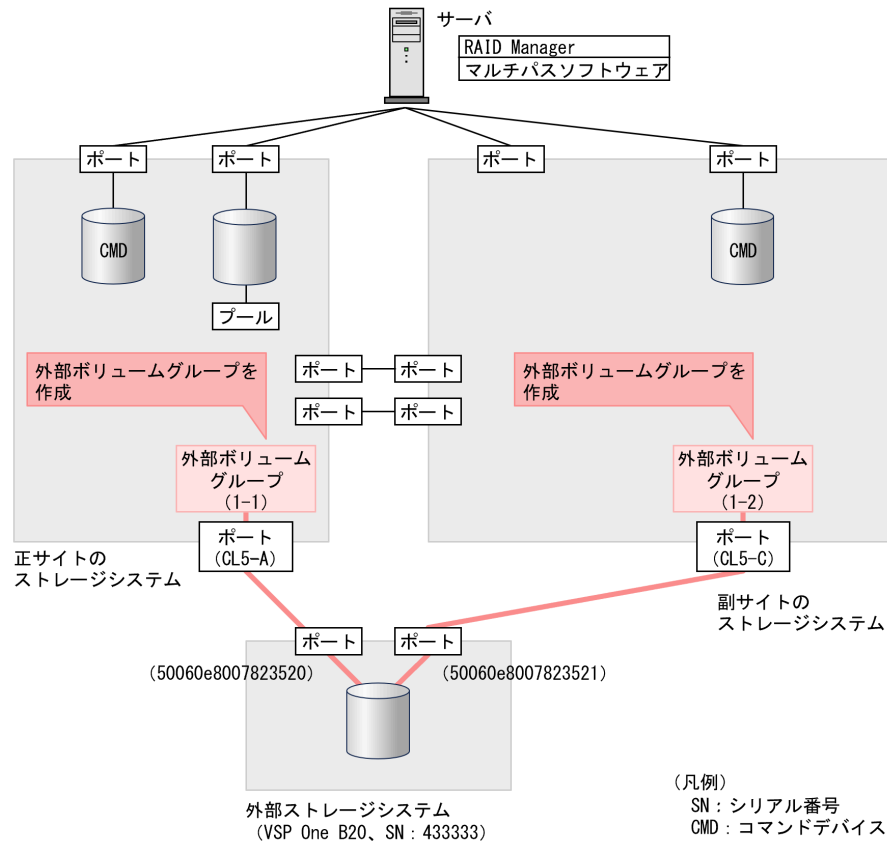 サーバ
RAID Manager
マルチパスソフトウェア
ポート
ポート
ポート
ポート
CMD
CMD
プール
外部ボリュームグループを
作成
ポート
ポート
ポート
ポート
外部ボリュームグループを
作成
外部ボリューム
グループ
(1-1)
外部ボリューム
グループ
(1-2)
ポート
(CL5-A)
ポート
(CL5-C)
正サイトの
ストレージシステム
副サイトの
ストレージシステム
ポート
ポート
(50060e8007823520)
(50060e8007823521)
外部ストレージシステム
(VSP One B20、SN:433333)
(凡例)
SN:シリアル番号
CMD:コマンドデバイス